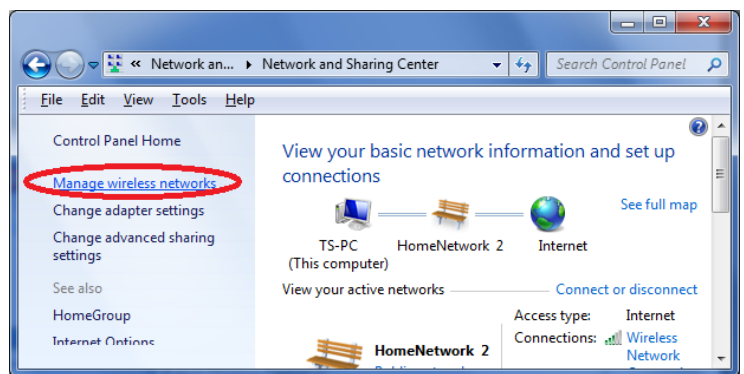 « Network an... ▸ Network and Sharing Center
Search Control Panel
File Edit View Tools Help
Control Panel Home
Manage wireless networks
Change adapter settings
Change advanced sharing
settings
See also
HomeGroup
Internet Options
View your basic network information and set up
connections
See full map
TS-PC
(This computer)
HomeNetwork 2
Internet
View your active networks
Connect or disconnect
HomeNetwork 2
Access type: Internet
Connections: Wireless
Network